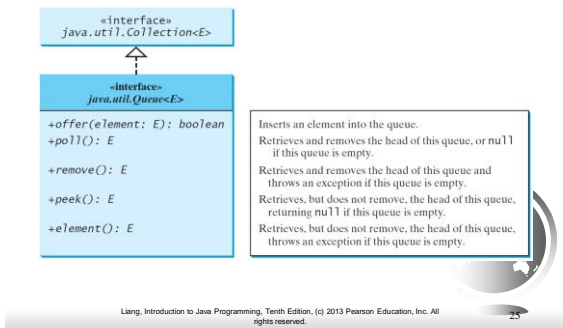 «interface»
java.util.Collection<E>
«interface»
java.util.Queue<E>
+offer(element: E): boolean
Inserts an element into the queue.
+poll(): E
Retrieves and removes the head of this queue, or null
if this queue is empty.
+remove(): E
Retrieves and removes the head of this queue and
throws an exception if this queue is empty.
+peek(): E
Retrieves, but does not remove, the head of this queue,
returning null if this queue is empty.
+element(): E
Retrieves, but does not remove, the head of this queue,
throws an exception if this queue is empty.
Liang, Introduction to Java Programming, Tenth Edition, (c) 2013 Pearson Education, Inc. All
rights reserved.
25